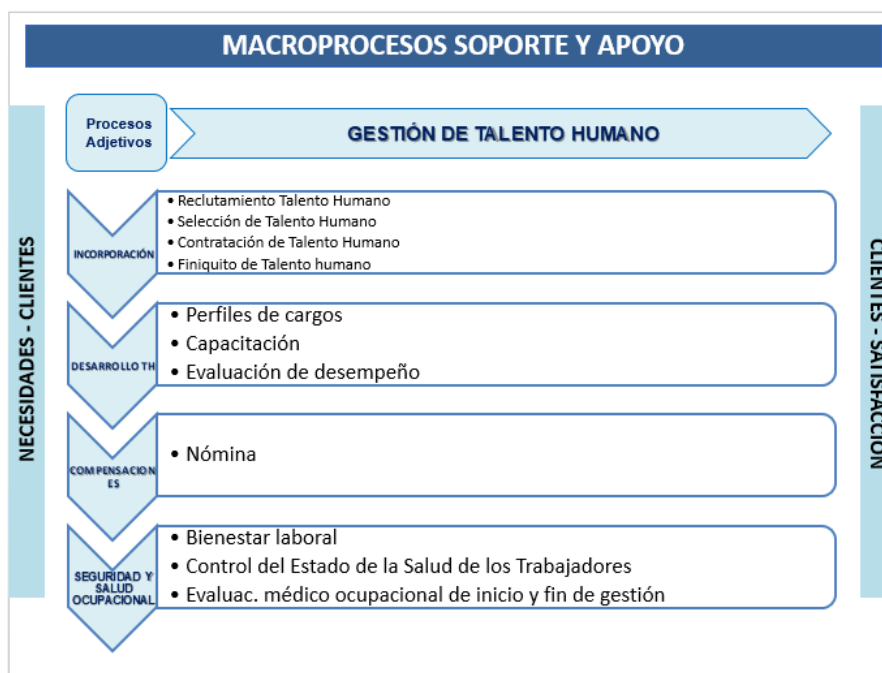 MACROPROCESOS SOPORTE Y APOYO
NECESIDADES - CLIENTES
Procesos
Adjetivos
GESTIÓN DE TALENTO HUMANO
INCORPORACIÓN
• Reclutamiento Talento Humano
• Selección de Talento Humano
• Contratación de Talento Humano
• Finiquito de Talento humano
DESARROLLO TH
• Perfiles de cargos
• Capacitación
• Evaluación de desempeño
COMPENSACION
ES
• Nómina
SEGURIDAD Y
SALUD
OCUPACIONAL
• Bienestar laboral
• Control del Estado de la Salud de los Trabajadores
• Evaluac. médico ocupacional de inicio y fin de gestión
CLIENTES - SATISFACCIÓN